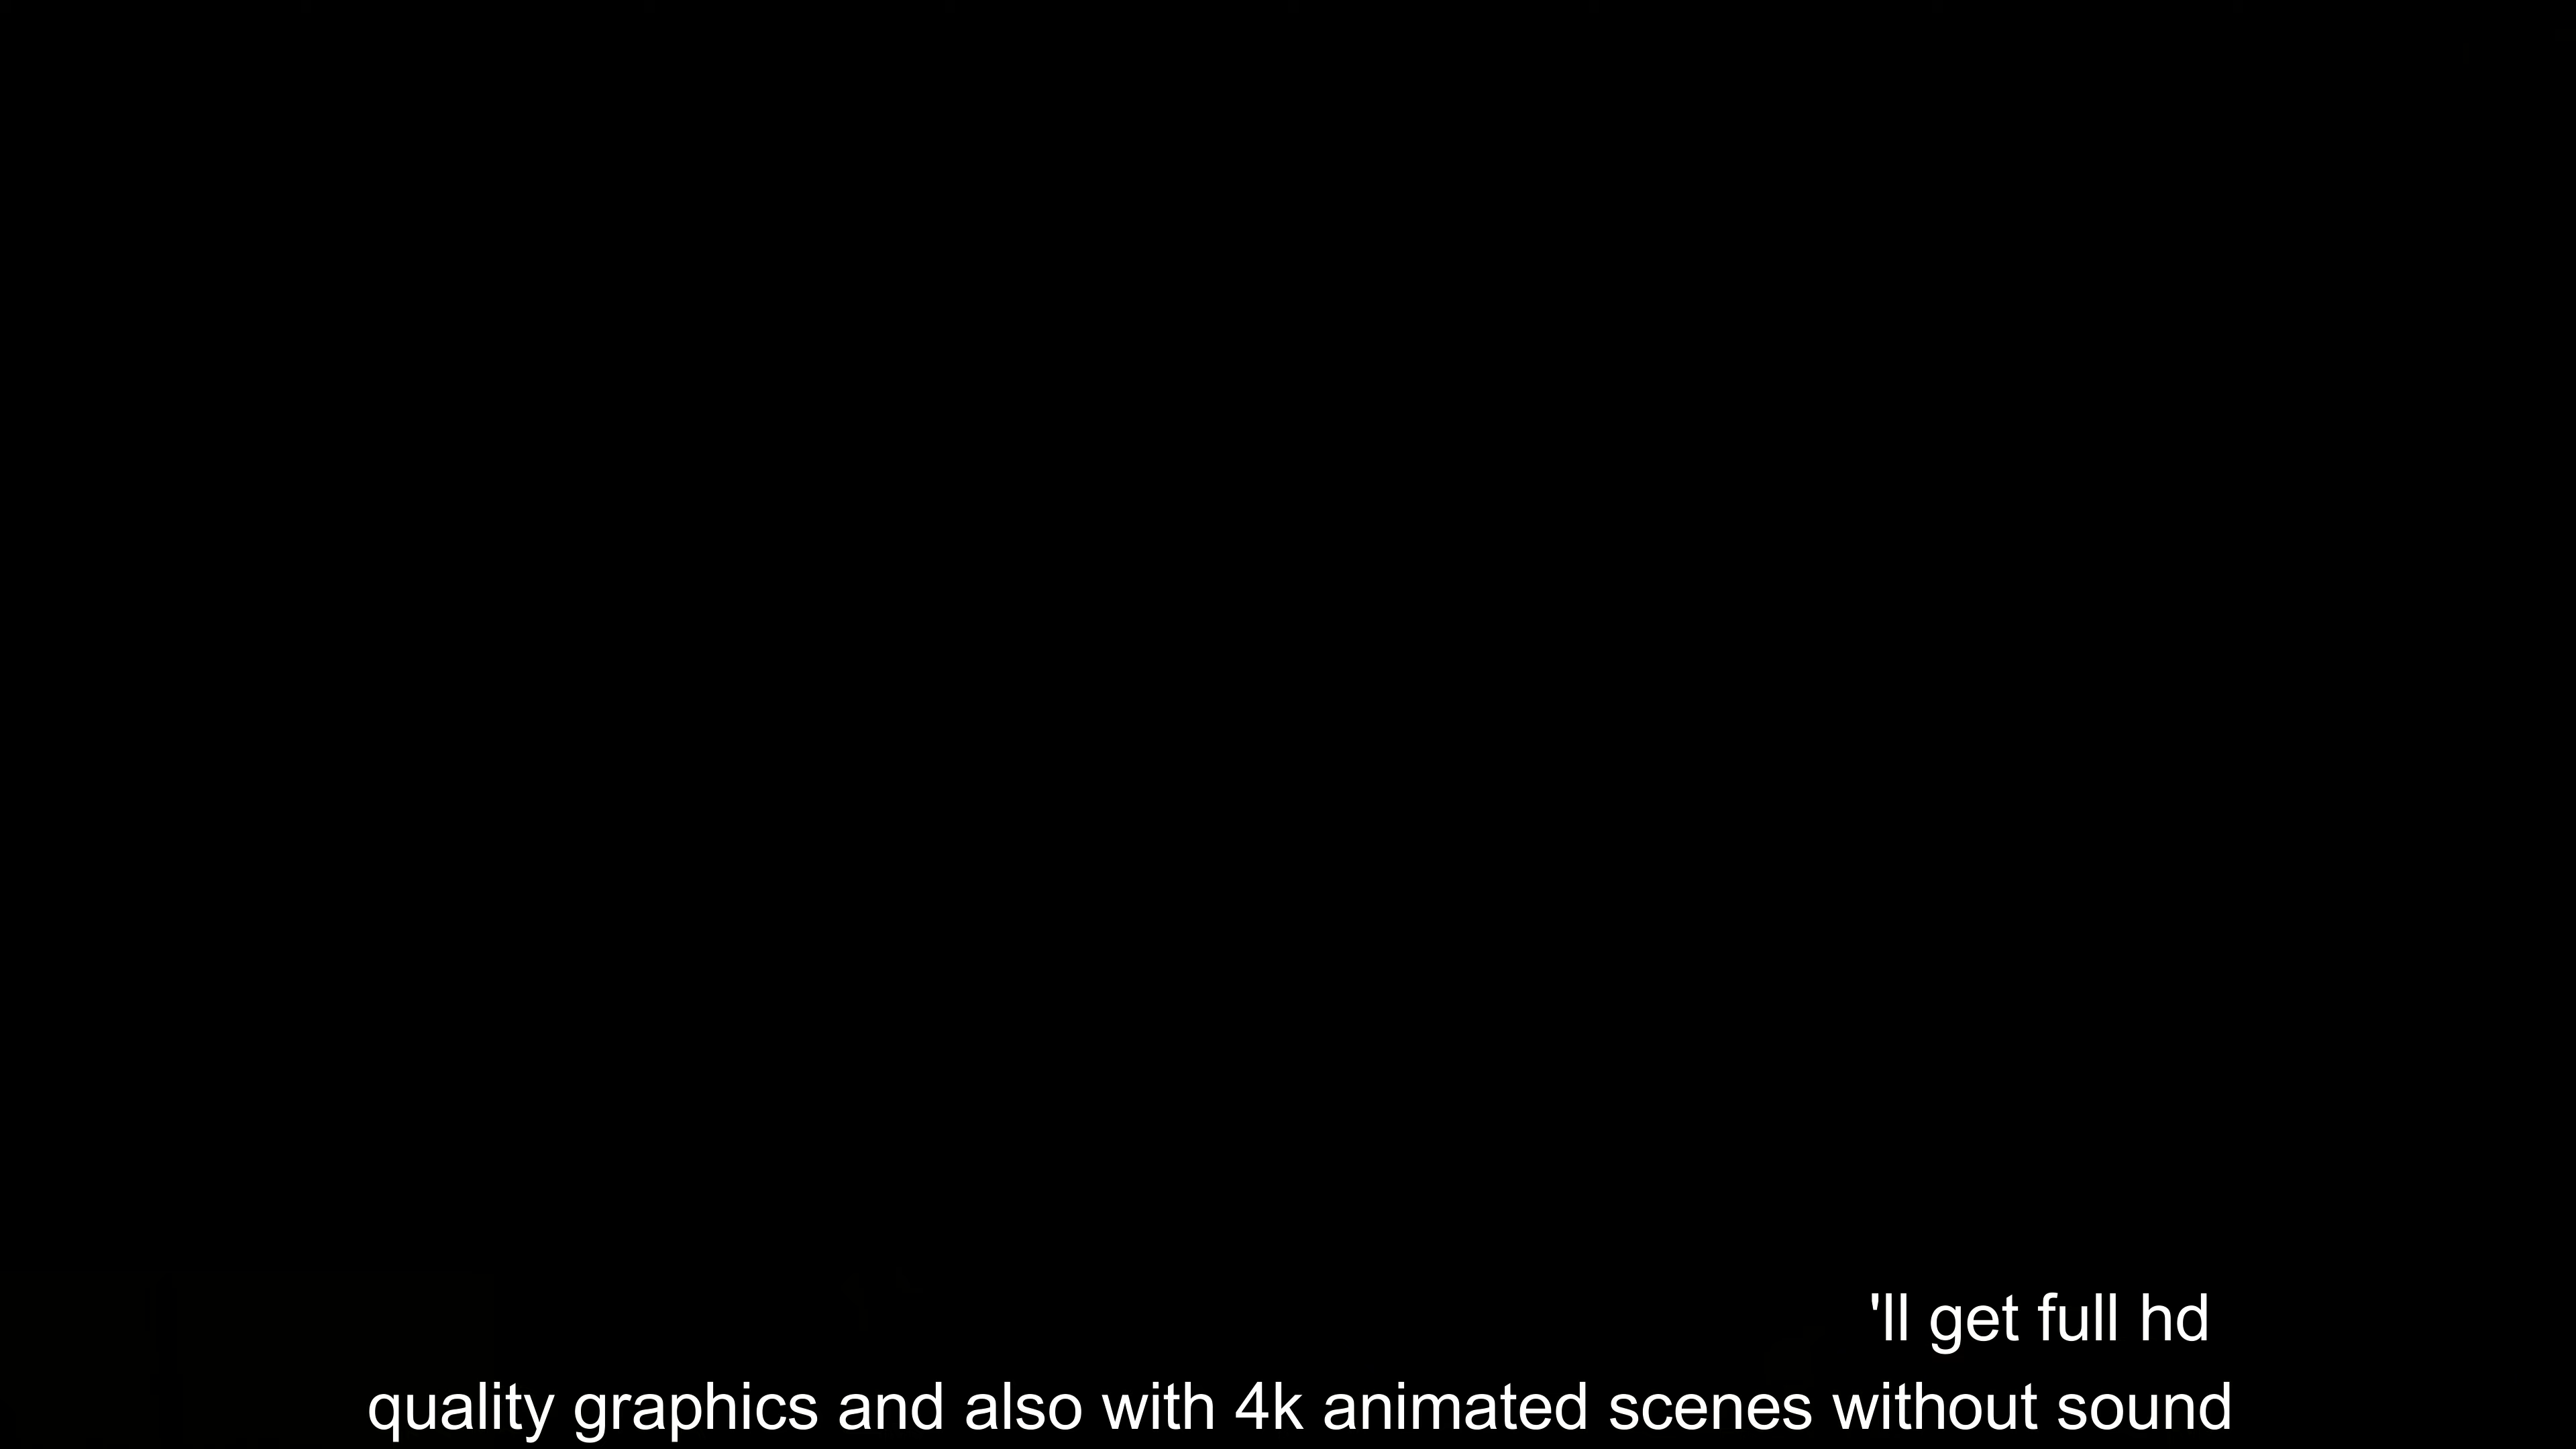 'll get full hd
quality graphics and also with 4k animated scenes without sound